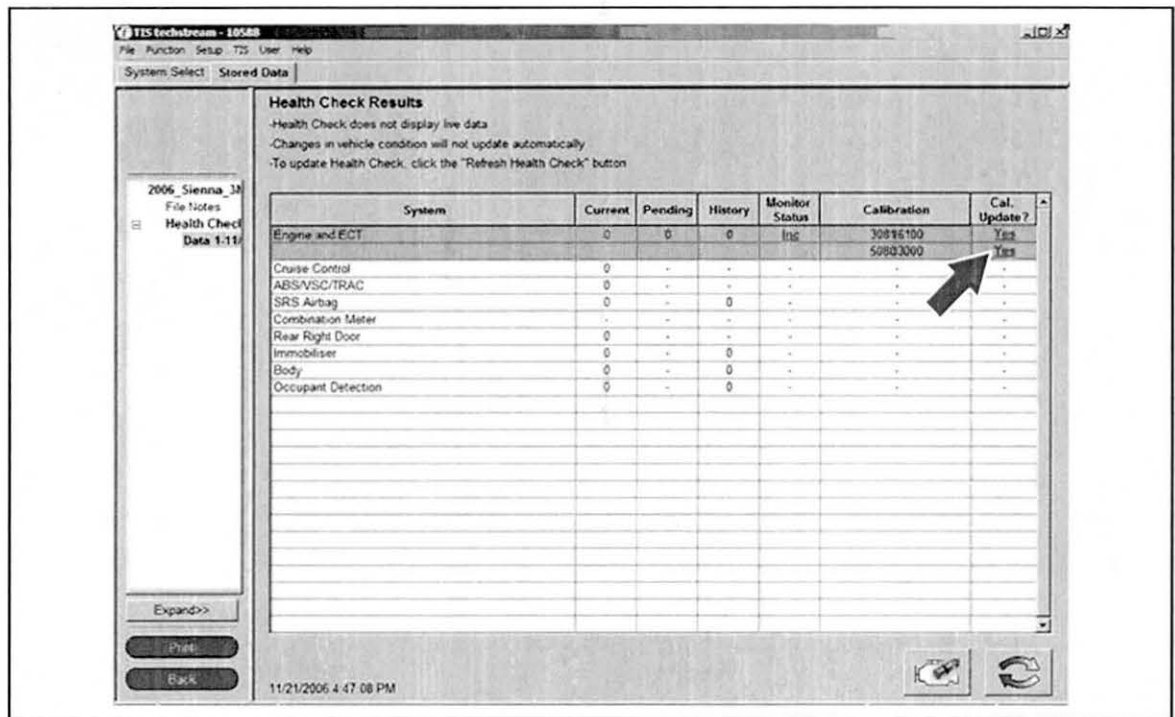 TIS techstream - 10588
File Function Setup TIS User Help
System Select Stored Data
Health Check Results
-Health Check does not display live data
-Changes in vehicle condition will not update automatically
-To update Health Check, click the "Refresh Health Check" button
2006_Sienna_3M
File Notes
Health Check
Data 1-11/
System Current Pending History Monitor Status Calibration Cal. Update?
Engine and ECT 0 0 0 Inc 30816100 Yes
50803000 Yes
Cruise Control 0 - - - - -
ABS/VSC/TRAC 0 - - - - -
SRS Airbag 0 - 0 - - -
Combination Meter - - - - - -
Rear Right Door 0 - - - - -
Immobiliser 0 - 0 - - -
Body 0 - 0 - - -
Occupant Detection 0 - 0 - - -
Expand>>
Print
Back
11/21/2006 4:47:08 PM